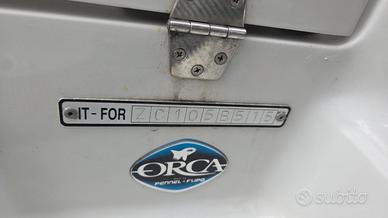 IT-FOR ZC105B515
ORCA
PENNEL-FLIPO
subito